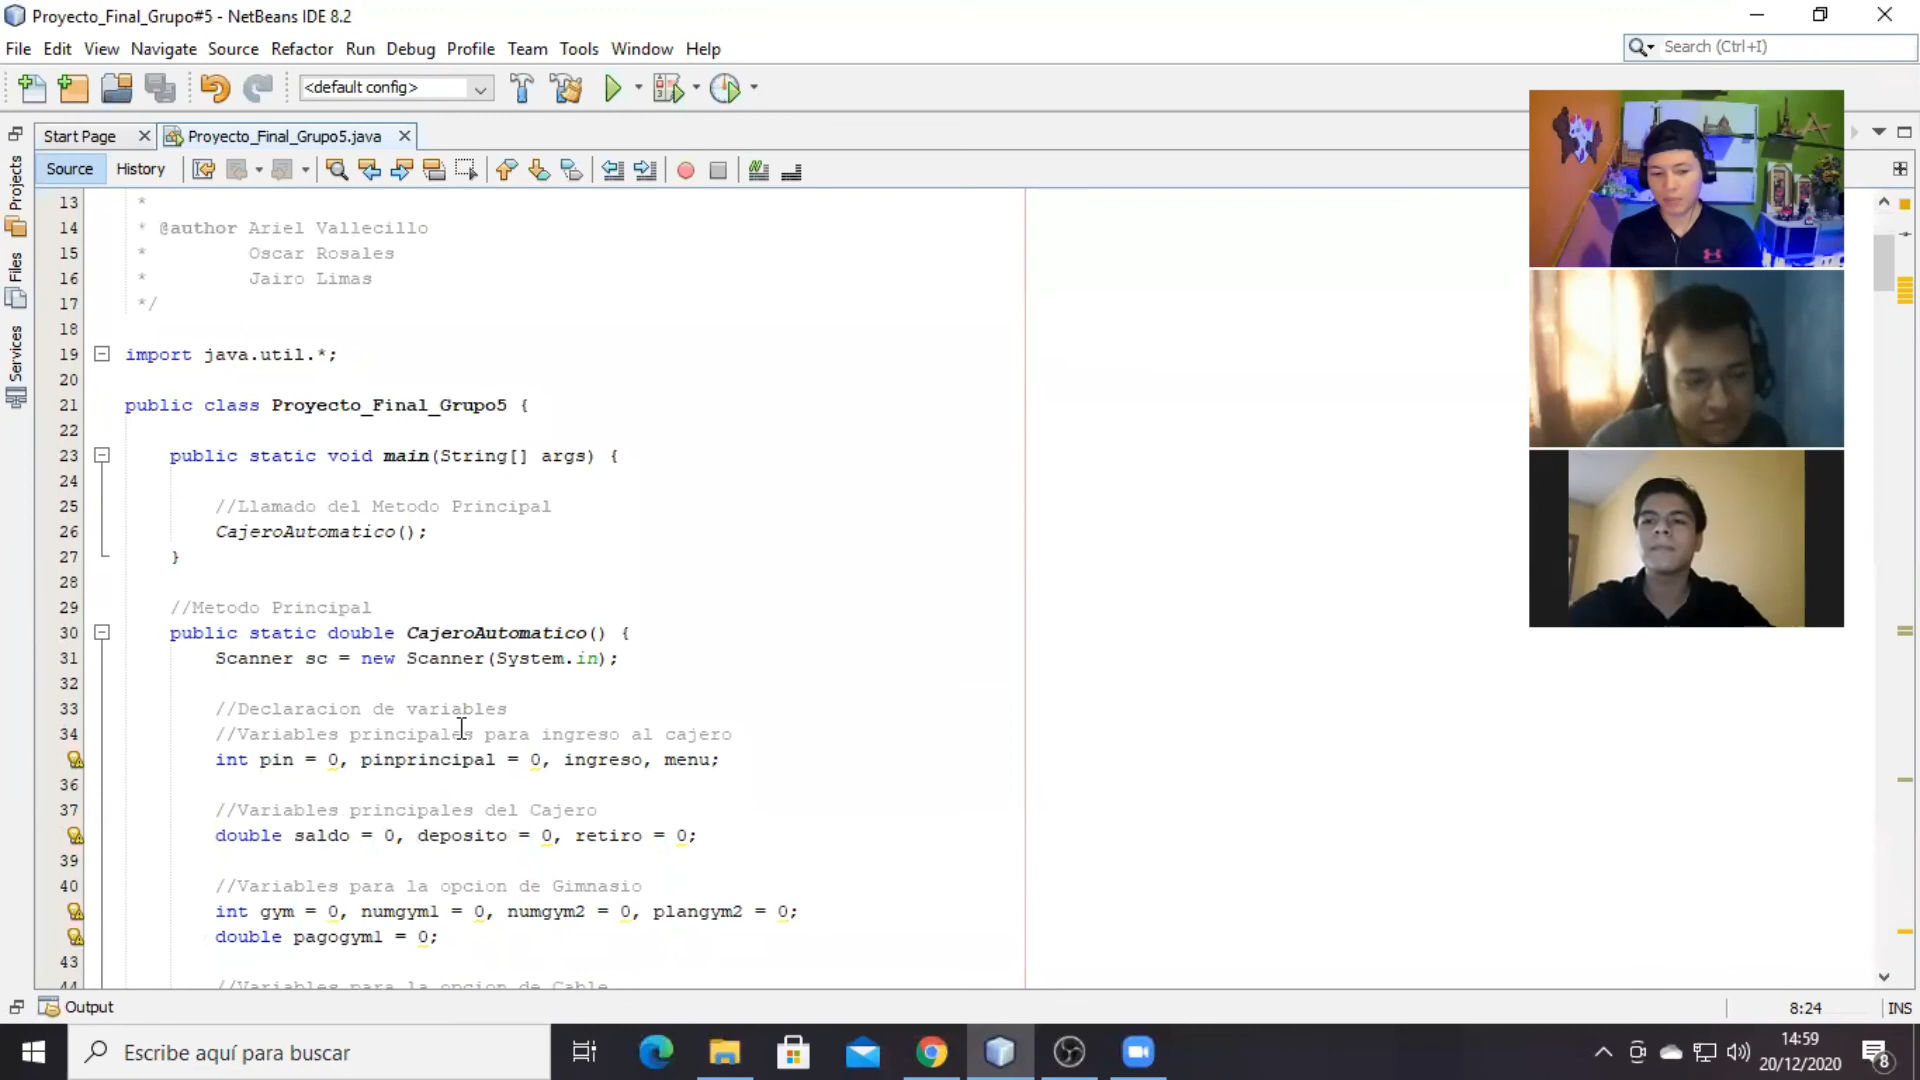 Proyecto_Final_Grupo#5 - NetBeans IDE 8.2
File Edit View Navigate Source Refactor Run Debug Profile Team Tools Window Help
Search (Ctrl+I)
<default config>
Start Page
Proyecto_Final_Grupo5.java
Source History
Projects
Files
Services
13 *
14 * @author Ariel Vallecillo
15 * Oscar Rosales
16 * Jairo Limas
17 */
18
19 import java.util.*;
20
21 public class Proyecto_Final_Grupo5 {
22
23 public static void main(String[] args) {
24
25 //Llamado del Metodo Principal
26 CajeroAutomatico();
27 }
28
29 //Metodo Principal
30 public static double CajeroAutomatico() {
31 Scanner sc = new Scanner(System.in);
32
33 //Declaracion de variables
34 //Variables principales para ingreso al cajero
int pin = 0, pinprincipal = 0, ingreso, menu;
36
37 //Variables principales del Cajero
double saldo = 0, deposito = 0, retiro = 0;
39
40 //Variables para la opcion de Gimnasio
int gym = 0, numgym1 = 0, numgym2 = 0, plangym2 = 0;
double pagogym1 = 0;
43
44 //Variables para la opcion de Cable
Output
8:24 INS
Escribe aquí para buscar
14:59
20/12/2020
8